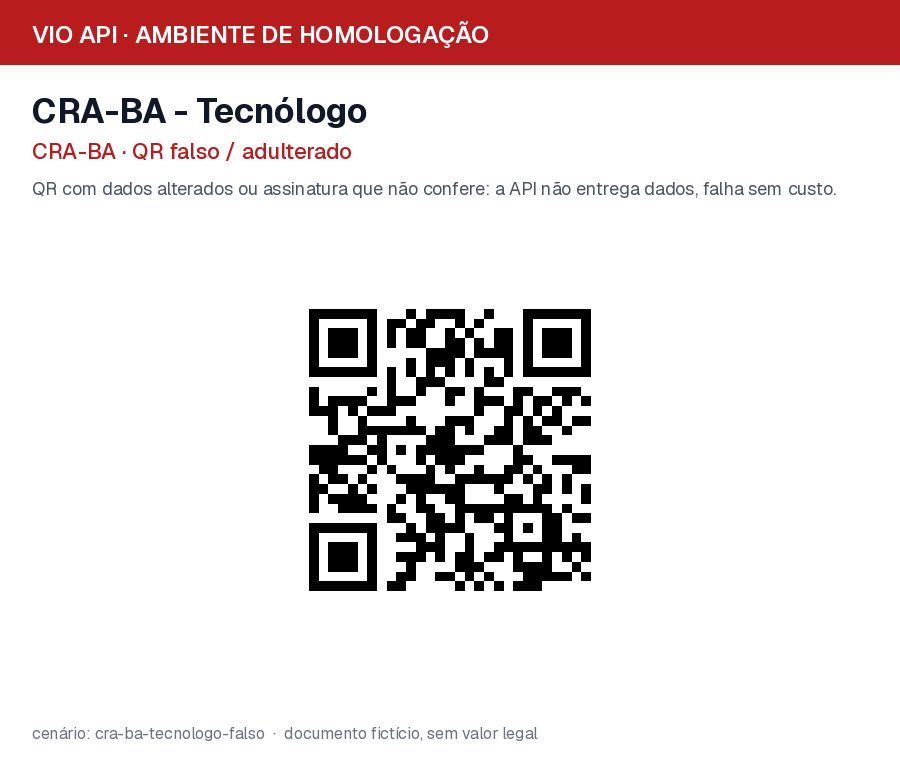 VIO API · AMBIENTE DE HOMOLOGAÇÃO
CRA-BA - Tecnólogo
CRA-BA · QR falso / adulterado
QR com dados alterados ou assinatura que não confere: a API não entrega dados, falha sem custo.
cenário: cra-ba-tecnologo-falso · documento fictício, sem valor legal